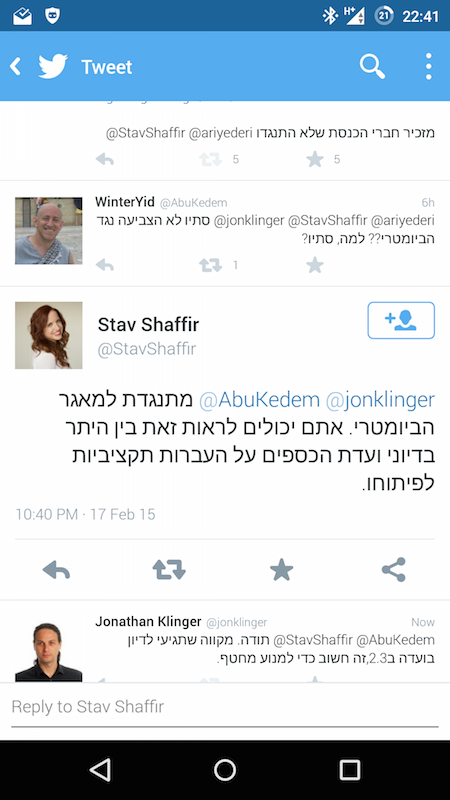 21 22:41
Tweet
מזכיר חברי הכנסת שלא התנגדו @StavShaffir @ariyederi
5 5
WinterYid @AbuKedem 6h
@jonklinger @StavShaffir @ariyederi סתיו לא הצביעה נגד
הביומטרי?? למה, סתיו?
1
Stav Shaffir
@StavShaffir
@AbuKedem @jonklinger מתנגדת למאגר
הביומטרי. אתם יכולים לראות זאת בין היתר
בדיוני ועדת הכספים על העברות תקציביות
לפיתוחו.
10:40 PM · 17 Feb 15
Jonathan Klinger @jonklinger Now
@StavShaffir @AbuKedem תודה. מקווה שתגיעי לדיון
בועדה ב2.3,זה חשוב כדי למנוע מחטף.
Reply to Stav Shaffir